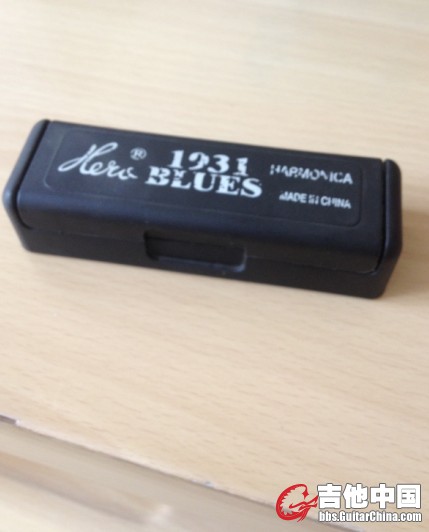 Hero® 1931 HARMONICA
BLUES MADE IN CHINA
吉他中国
bbs.GuitarChina.com